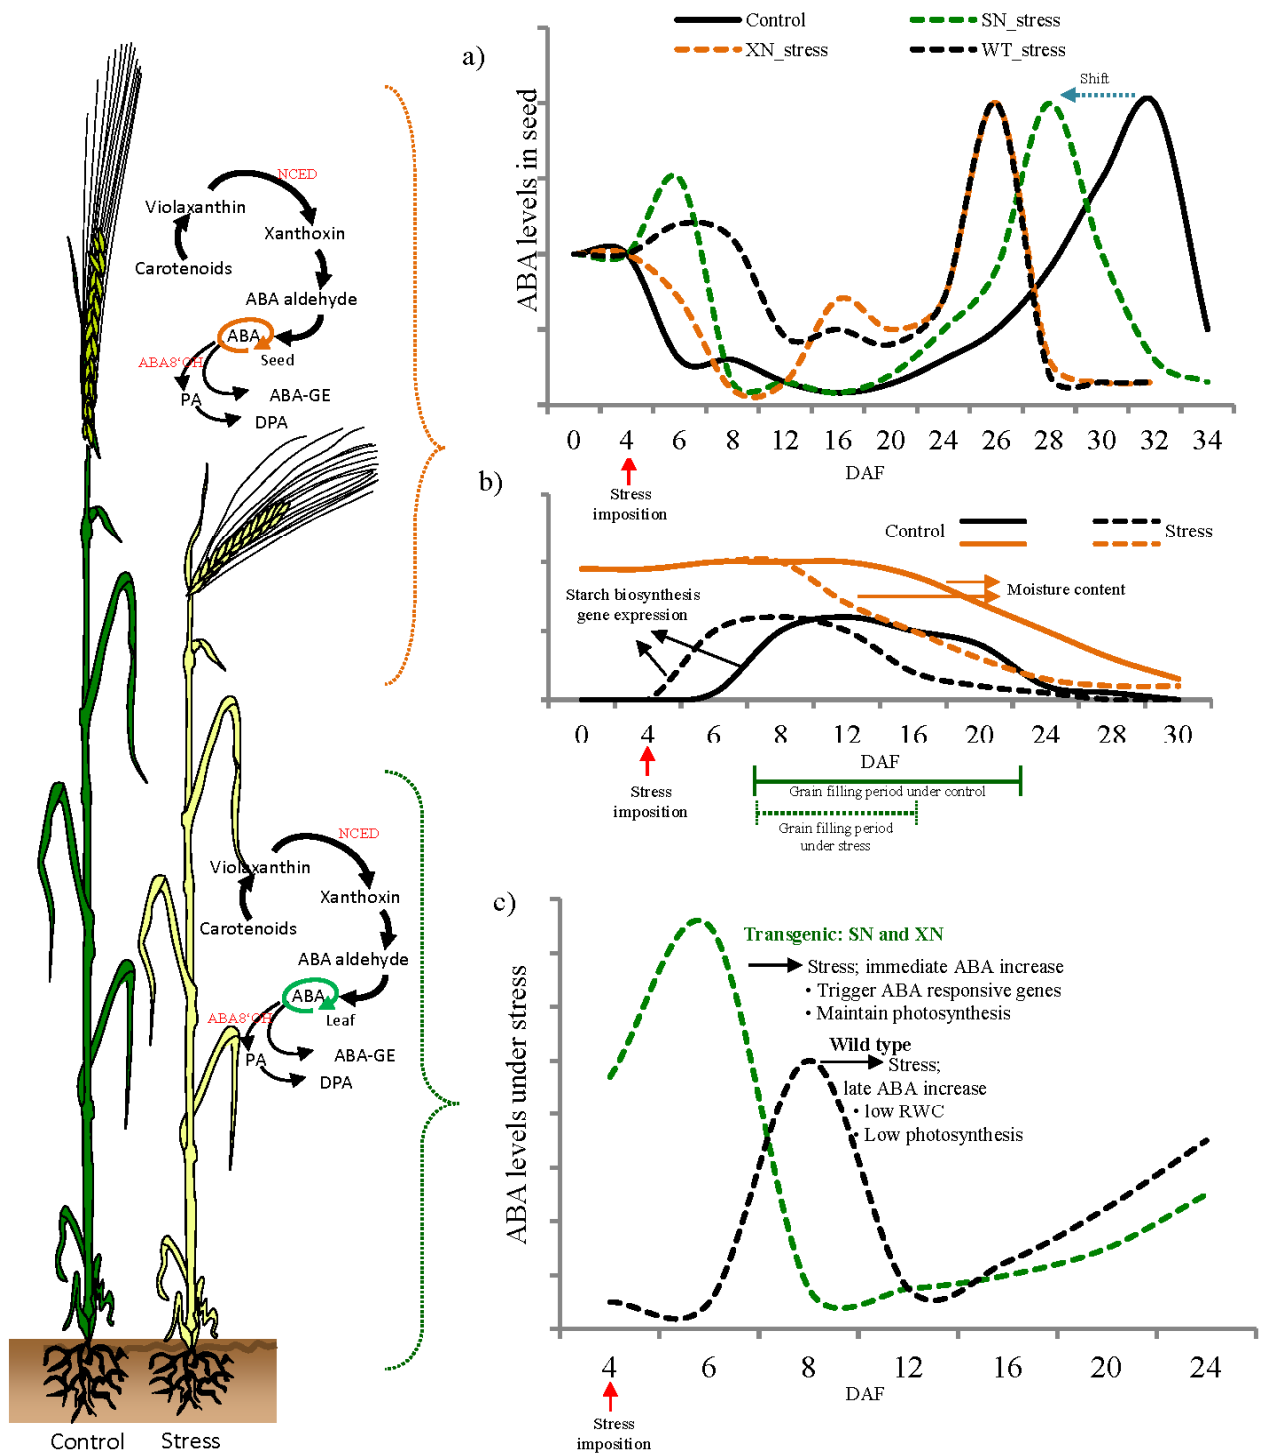 a)
Control
SN_stress
XN_stress
WT_stress
Shift
ABA levels in seed
0 4 6 8 12 16 20 24 26 28 30 32 34
DAF
Stress
imposition
NCED
Violaxanthin
Xanthoxin
Carotenoids
ABA aldehyde
ABA
Seed
ABA8'OH
PA
ABA-GE
DPA
b)
Control
Stress
Starch biosynthesis
gene expression
Moisture content
0 4 6 8 12 16 20 24 28 30
DAF
Stress
imposition
Grain filling period under control
Grain filling period
under stress
NCED
Violaxanthin
Xanthoxin
Carotenoids
ABA aldehyde
ABA
Leaf
ABA8'OH
PA
ABA-GE
DPA
c)
Transgenic: SN and XN
Stress; immediate ABA increase
• Trigger ABA responsive genes
• Maintain photosynthesis
Wild type
Stress;
late ABA increase
• low RWC
• Low photosynthesis
ABA levels under stress
4 6 8 12 16 20 24
DAF
Stress
imposition
Control
Stress